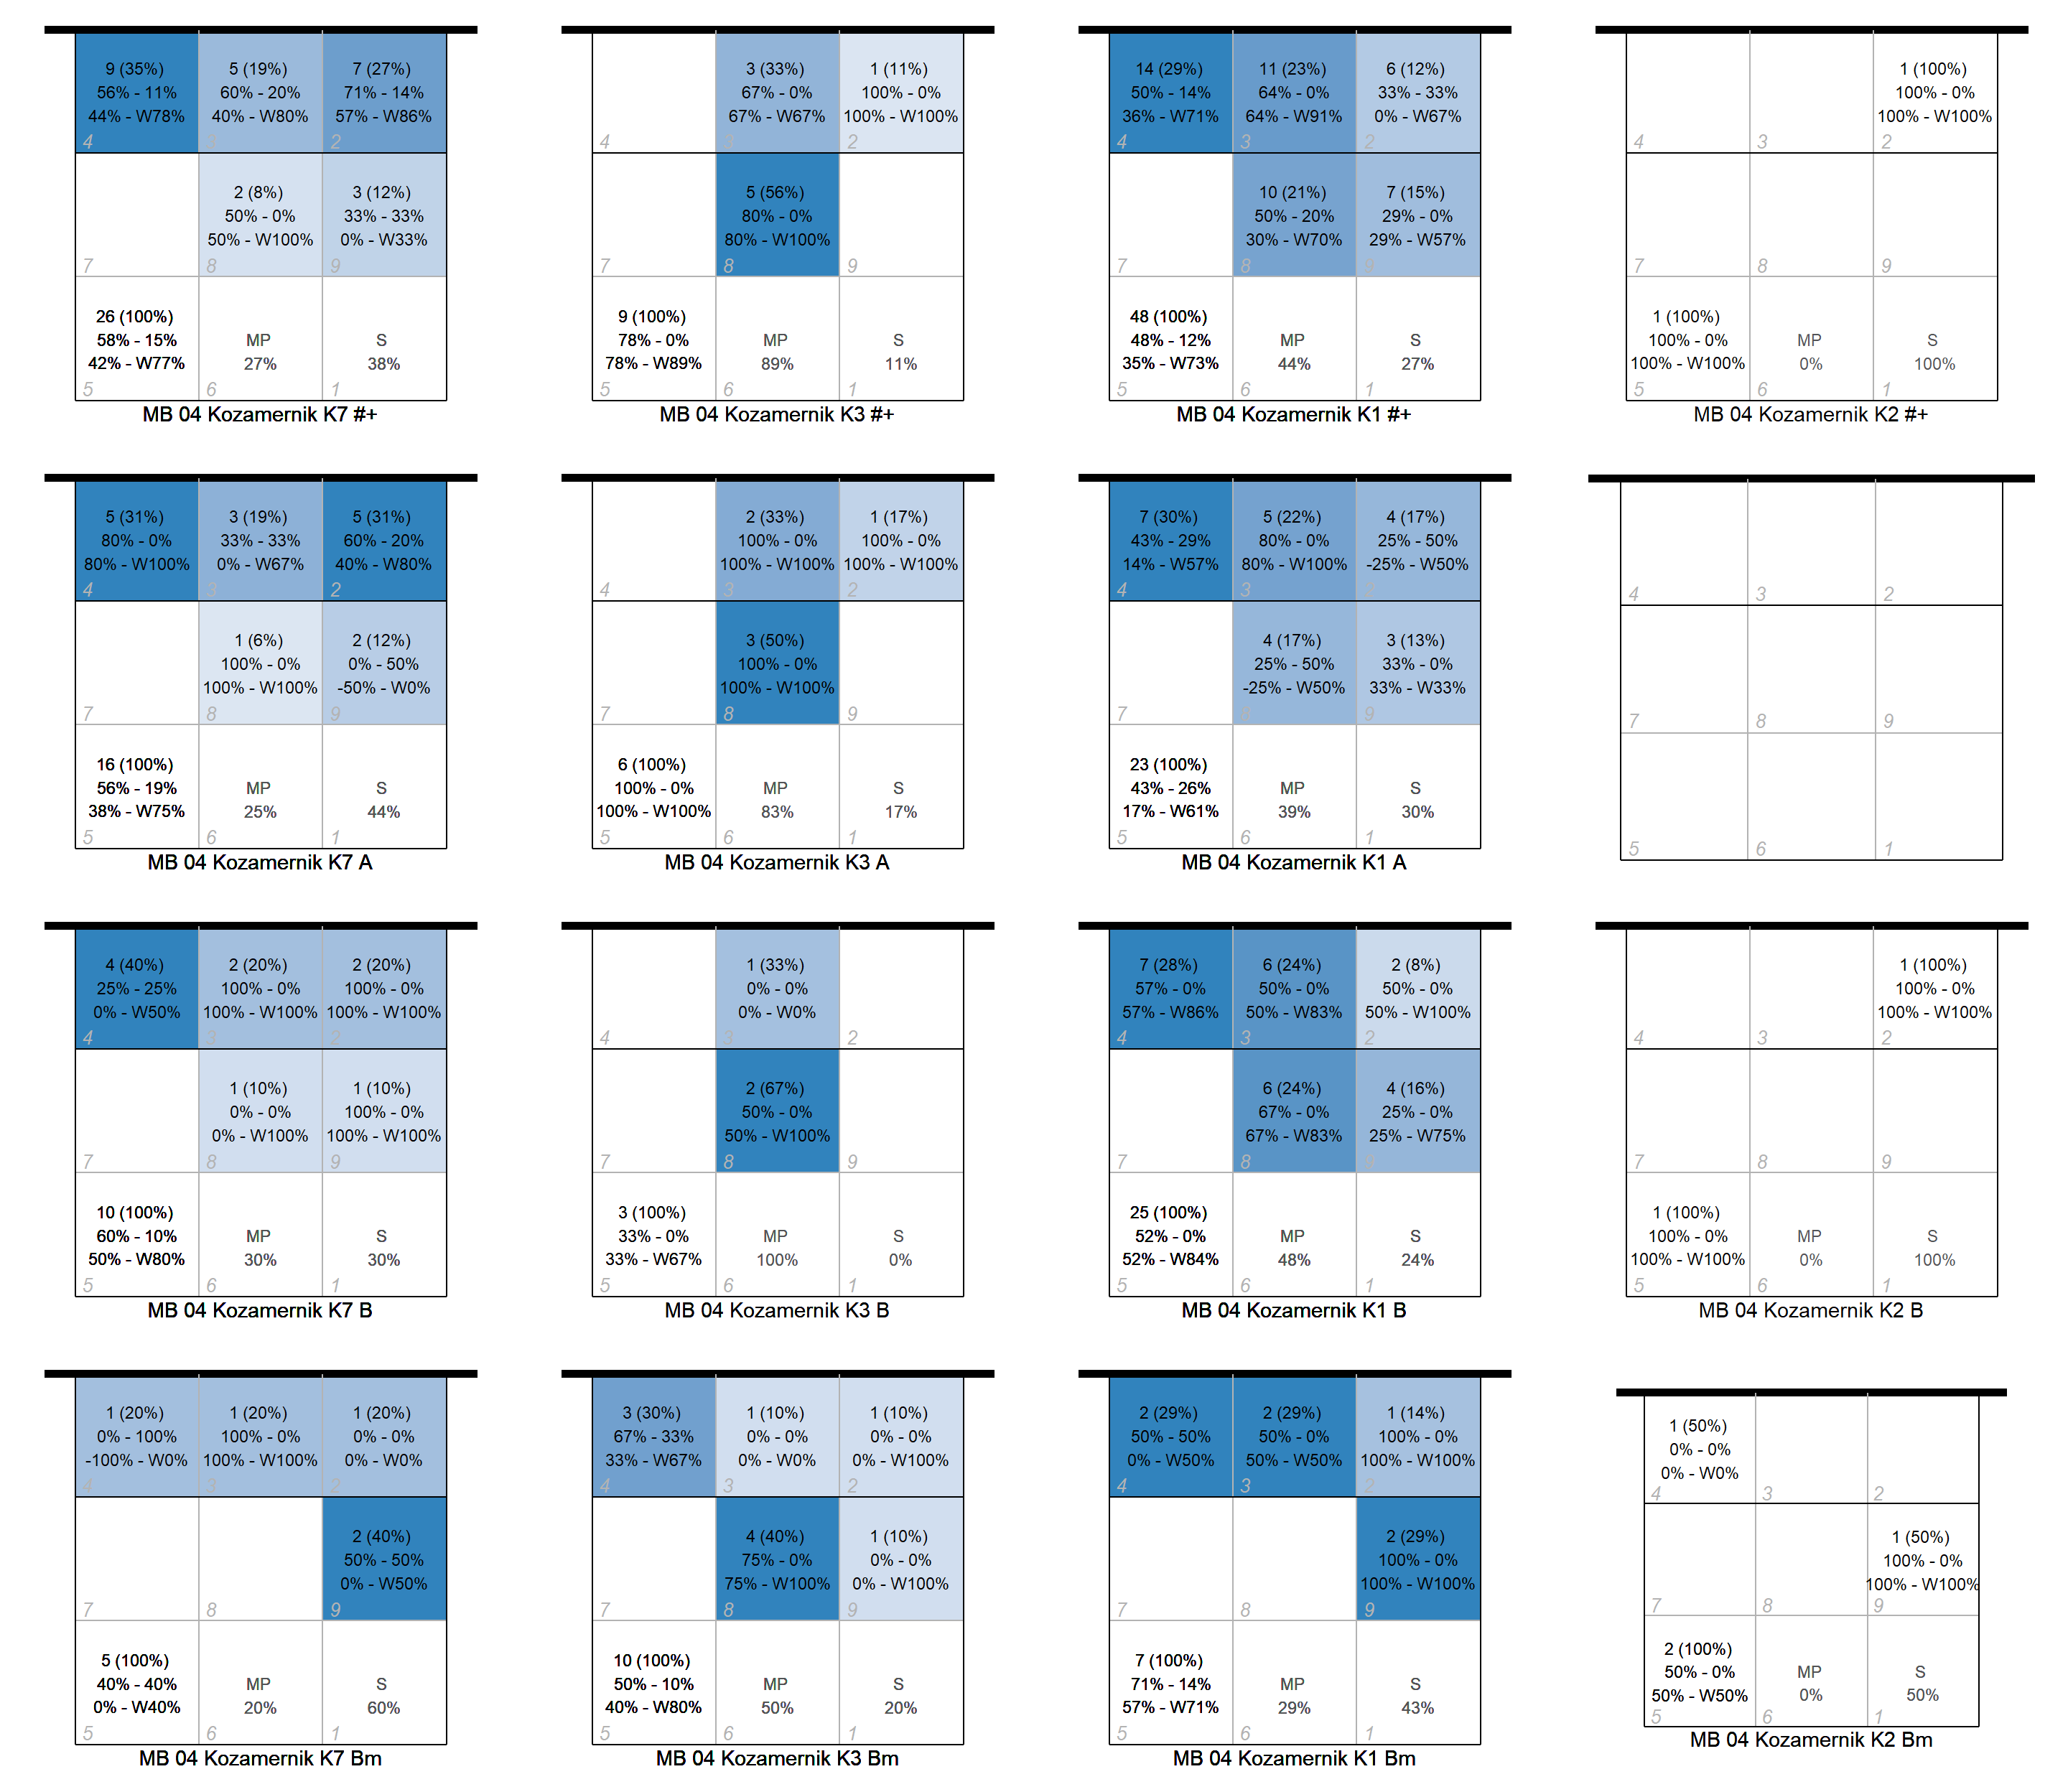 9 (35%)
56% - 11%
44% - W78%
4
5 (19%)
60% - 20%
40% - W80%
3
7 (27%)
71% - 14%
57% - W86%
2
7
2 (8%)
50% - 0%
50% - W100%
8
3 (12%)
33% - 33%
0% - W33%
9
26 (100%)
58% - 15%
42% - W77%
5
MP
27%
6
S
38%
1
MB 04 Kozamernik K7 #+
4
3 (33%)
67% - 0%
67% - W67%
3
1 (11%)
100% - 0%
100% - W100%
2
7
5 (56%)
80% - 0%
80% - W100%
8
9
9 (100%)
78% - 0%
78% - W89%
5
MP
89%
6
S
11%
1
MB 04 Kozamernik K3 #+
14 (29%)
50% - 14%
36% - W71%
4
11 (23%)
64% - 0%
64% - W91%
3
6 (12%)
33% - 33%
0% - W67%
2
7
10 (21%)
50% - 20%
30% - W70%
8
7 (15%)
29% - 0%
29% - W57%
9
48 (100%)
48% - 12%
35% - W73%
5
MP
44%
6
S
27%
1
MB 04 Kozamernik K1 #+
4
3
1 (100%)
100% - 0%
100% - W100%
2
7
8
9
1 (100%)
100% - 0%
100% - W100%
5
MP
0%
6
S
100%
1
MB 04 Kozamernik K2 #+
5 (31%)
80% - 0%
80% - W100%
4
3 (19%)
33% - 33%
0% - W67%
3
5 (31%)
60% - 20%
40% - W80%
2
7
1 (6%)
100% - 0%
100% - W100%
8
2 (12%)
0% - 50%
-50% - W0%
9
16 (100%)
56% - 19%
38% - W75%
5
MP
25%
6
S
44%
1
MB 04 Kozamernik K7 A
4
2 (33%)
100% - 0%
100% - W100%
3
1 (17%)
100% - 0%
100% - W100%
2
7
3 (50%)
100% - 0%
100% - W100%
8
9
6 (100%)
100% - 0%
100% - W100%
5
MP
83%
6
S
17%
1
MB 04 Kozamernik K3 A
7 (30%)
43% - 29%
14% - W57%
4
5 (22%)
80% - 0%
80% - W100%
3
4 (17%)
25% - 50%
-25% - W50%
2
7
4 (17%)
25% - 50%
-25% - W50%
8
3 (13%)
33% - 0%
33% - W33%
9
23 (100%)
43% - 26%
17% - W61%
5
MP
39%
6
S
30%
1
MB 04 Kozamernik K1 A
4
3
2
7
8
9
5
6
1
4 (40%)
25% - 25%
0% - W50%
4
2 (20%)
100% - 0%
100% - W100%
3
2 (20%)
100% - 0%
100% - W100%
2
7
1 (10%)
0% - 0%
0% - W100%
8
1 (10%)
100% - 0%
100% - W100%
9
10 (100%)
60% - 10%
50% - W80%
5
MP
30%
6
S
30%
1
MB 04 Kozamernik K7 B
4
1 (33%)
0% - 0%
0% - W0%
3
2
7
2 (67%)
50% - 0%
50% - W100%
8
9
3 (100%)
33% - 0%
33% - W67%
5
MP
100%
6
S
0%
1
MB 04 Kozamernik K3 B
7 (28%)
57% - 0%
57% - W86%
4
6 (24%)
50% - 0%
50% - W83%
3
2 (8%)
50% - 0%
50% - W100%
2
7
6 (24%)
67% - 0%
67% - W83%
8
4 (16%)
25% - 0%
25% - W75%
9
25 (100%)
52% - 0%
52% - W84%
5
MP
48%
6
S
24%
1
MB 04 Kozamernik K1 B
4
3
1 (100%)
100% - 0%
100% - W100%
2
7
8
9
1 (100%)
100% - 0%
100% - W100%
5
MP
0%
6
S
100%
1
MB 04 Kozamernik K2 B
1 (20%)
0% - 100%
-100% - W0%
4
1 (20%)
100% - 0%
100% - W100%
3
1 (20%)
0% - 0%
0% - W0%
2
7
8
2 (40%)
50% - 50%
0% - W50%
9
5 (100%)
40% - 40%
0% - W40%
5
MP
20%
6
S
60%
1
MB 04 Kozamernik K7 Bm
3 (30%)
67% - 33%
33% - W67%
4
1 (10%)
0% - 0%
0% - W0%
3
1 (10%)
0% - 0%
0% - W100%
2
7
4 (40%)
75% - 0%
75% - W100%
8
1 (10%)
0% - 0%
0% - W100%
9
10 (100%)
50% - 10%
40% - W80%
5
MP
50%
6
S
20%
1
MB 04 Kozamernik K3 Bm
2 (29%)
50% - 50%
0% - W50%
4
2 (29%)
50% - 0%
50% - W50%
3
1 (14%)
100% - 0%
100% - W100%
2
7
8
2 (29%)
100% - 0%
100% - W100%
9
7 (100%)
71% - 14%
57% - W71%
5
MP
29%
6
S
43%
1
MB 04 Kozamernik K1 Bm
1 (50%)
0% - 0%
0% - W0%
4
3
2
7
8
1 (50%)
100% - 0%
100% - W100%
9
2 (100%)
50% - 0%
50% - W50%
5
MP
0%
6
S
50%
1
MB 04 Kozamernik K2 Bm